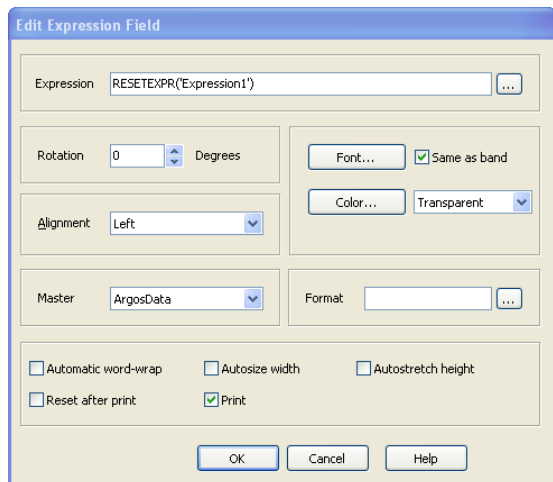 Edit Expression Field
Expression RESETEXPR('Expression1') ...
Rotation 0 Degrees
Font... Same as band
Color... Transparent
Alignment Left
Master ArgosData
Format ...
Automatic word-wrap Autosize width Autostretch height
Reset after print Print
OK Cancel Help